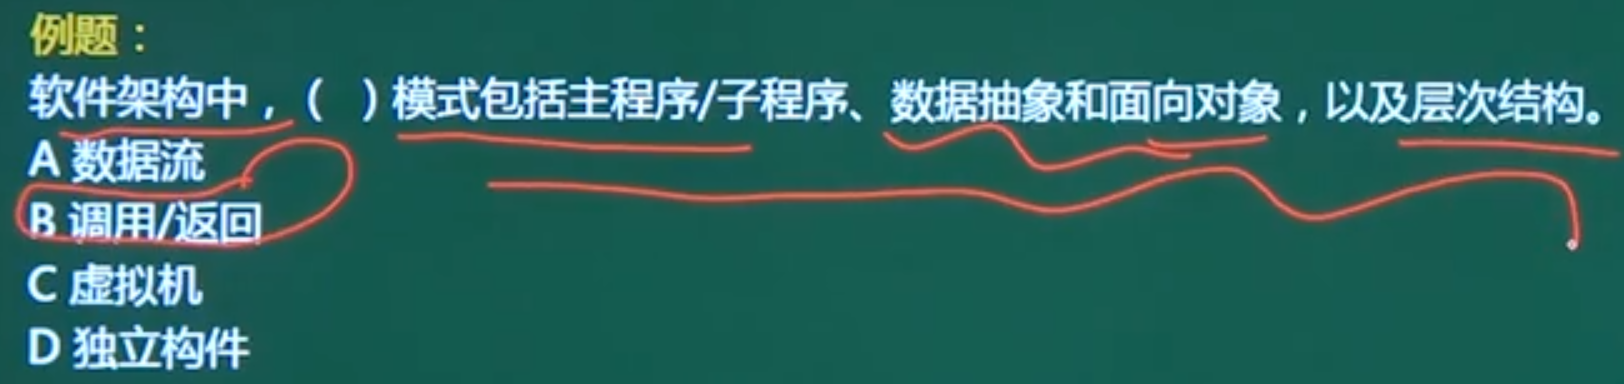 例题：
软件架构中，（ ）模式包括主程序/子程序、数据抽象和面向对象，以及层次结构。
A 数据流
B 调用/返回
C 虚拟机
D 独立构件